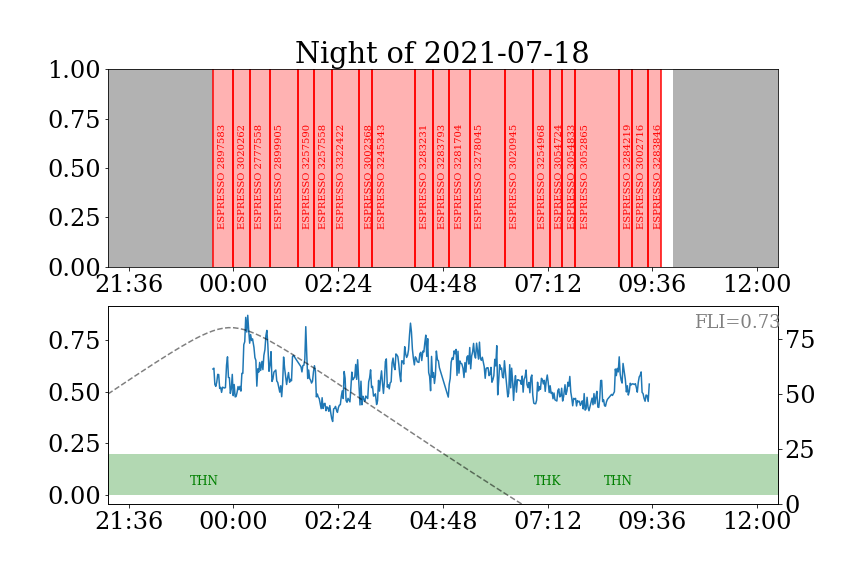 Night of 2021-07-18
1.00
0.75
0.50
0.25
0.00
ESPRESSO 2897583
ESPRESSO 3020262
ESPRESSO 2777558
ESPRESSO 2899905
ESPRESSO 3257590
ESPRESSO 3257558
ESPRESSO 3322422
ESPRESSO 3002368
ESPRESSO 3245343
ESPRESSO 3283231
ESPRESSO 3283793
ESPRESSO 3281704
ESPRESSO 3278045
ESPRESSO 3020945
ESPRESSO 3254968
ESPRESSO 3054724
ESPRESSO 3054833
ESPRESSO 3052865
ESPRESSO 3284219
ESPRESSO 3002716
ESPRESSO 3283846
21:36 00:00 02:24 04:48 07:12 09:36 12:00
FLI=0.73
0.75
0.50
0.25
0.00
75
50
25
0
THN THK THN
21:36 00:00 02:24 04:48 07:12 09:36 12:00